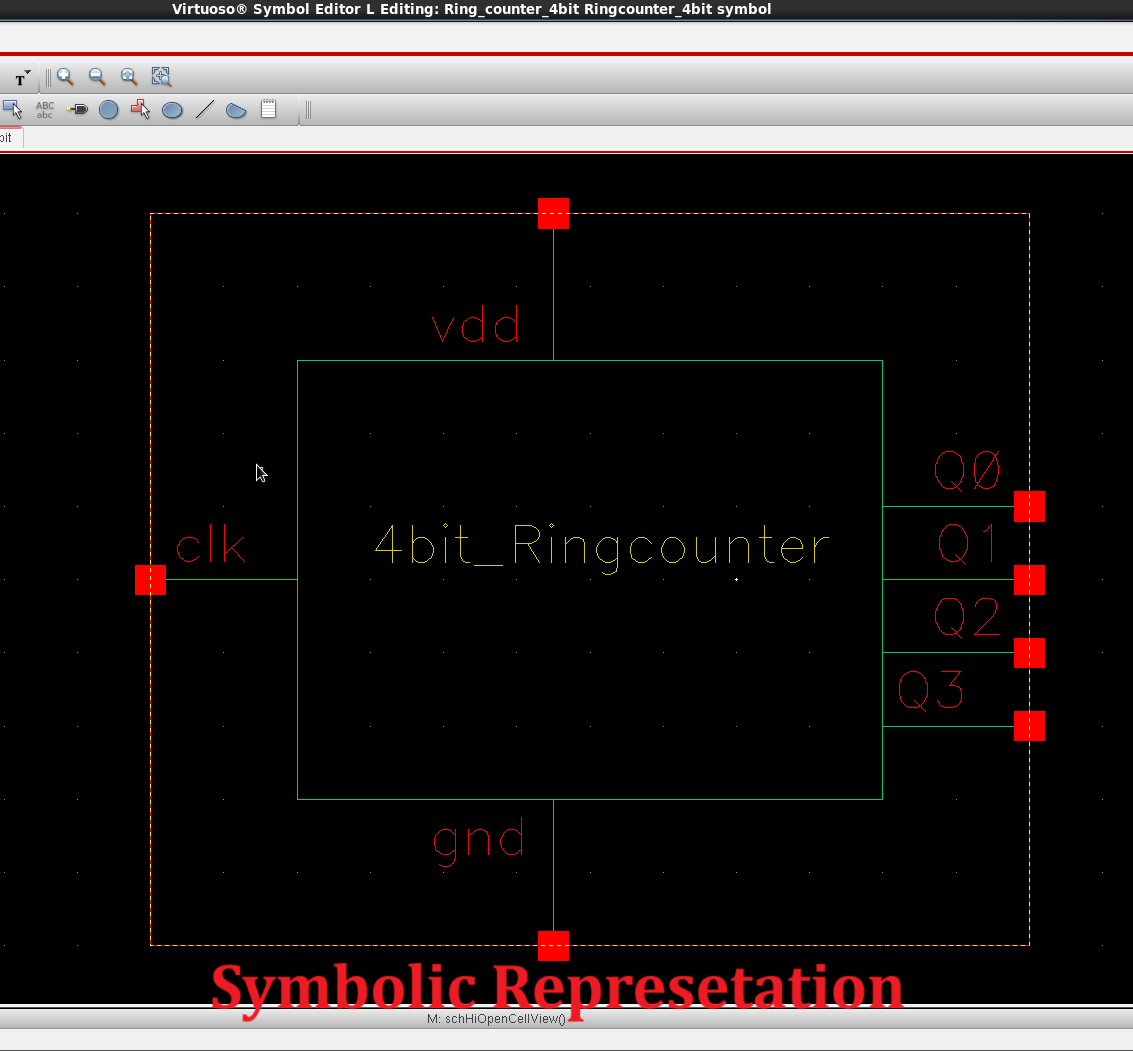 Virtuoso® Symbol Editor L Editing: Ring_counter_4bit Ringcounter_4bit symbol
T
ABC
abc
bit
vdd
Q0
clk
4bit_Ringcounter
Q1
Q2
Q3
gnd
Symbolic Represetation
M: schHiOpenCellView()